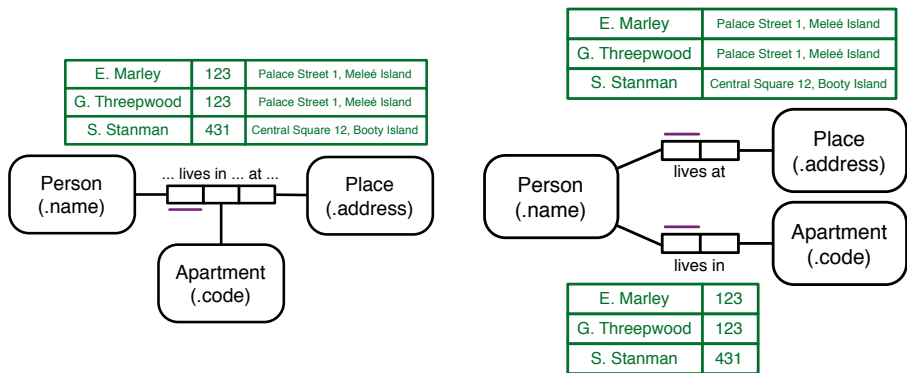 E. Marley 123 Palace Street 1, Meleé Island
G. Threepwood 123 Palace Street 1, Meleé Island
S. Stanman 431 Central Square 12, Booty Island
... lives in ... at ...
Person
(.name)
Place
(.address)
Apartment
(.code)
E. Marley Palace Street 1, Meleé Island
G. Threepwood Palace Street 1, Meleé Island
S. Stanman Central Square 12, Booty Island
Place
(.address)
lives at
Person
(.name)
Apartment
(.code)
lives in
E. Marley 123
G. Threepwood 123
S. Stanman 431